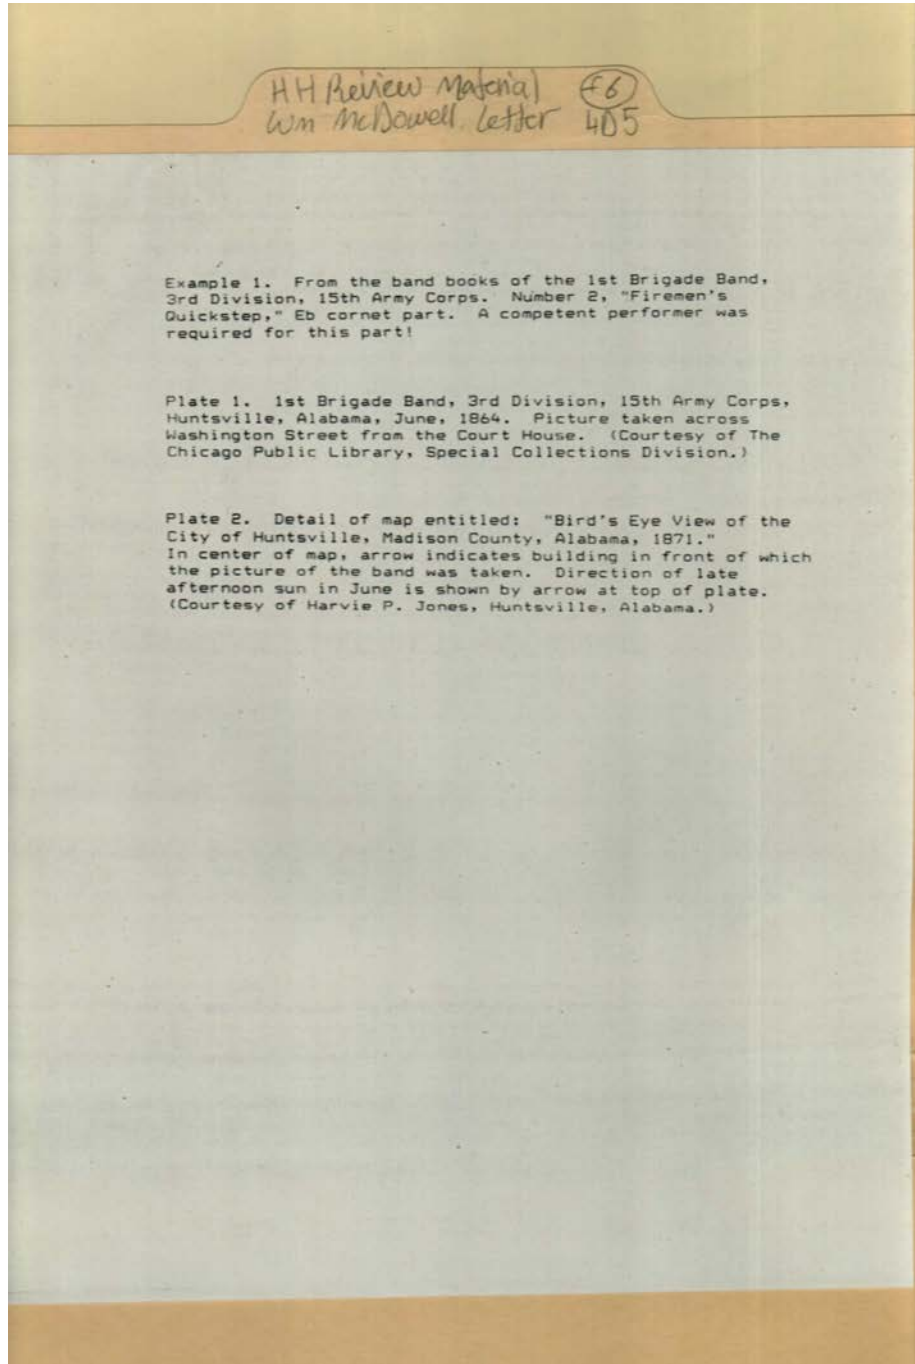 HH Review Material F6
Wm McDowell Letter 4D5
Example 1. From the band books of the 1st Brigade Band,
3rd Division, 15th Army Corps. Number 2, "Firemen's
Quickstep," Eb cornet part. A competent performer was
required for this part!
Plate 1. 1st Brigade Band, 3rd Division, 15th Army Corps,
Huntsville, Alabama, June, 1864. Picture taken across
Washington Street from the Court House. (Courtesy of The
Chicago Public Library, Special Collections Division.)
Plate 2. Detail of map entitled: "Bird's Eye View of the
City of Huntsville, Madison County, Alabama, 1871."
In center of map, arrow indicates building in front of which
the picture of the band was taken. Direction of late
afternoon sun in June is shown by arrow at top of plate.
(Courtesy of Harvie P. Jones, Huntsville, Alabama.)